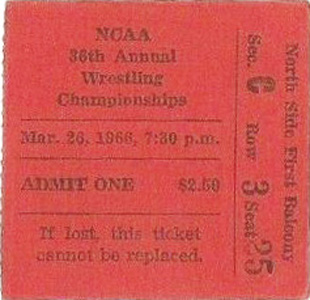 NCAA
36th Annual
Wrestling
Championships
Mar. 26, 1966, 7:30 p.m.
ADMIT ONE $2.50
If lost, this ticket
cannot be replaced.
North Side First Balcony
Sec. C Row 3 Seat 25